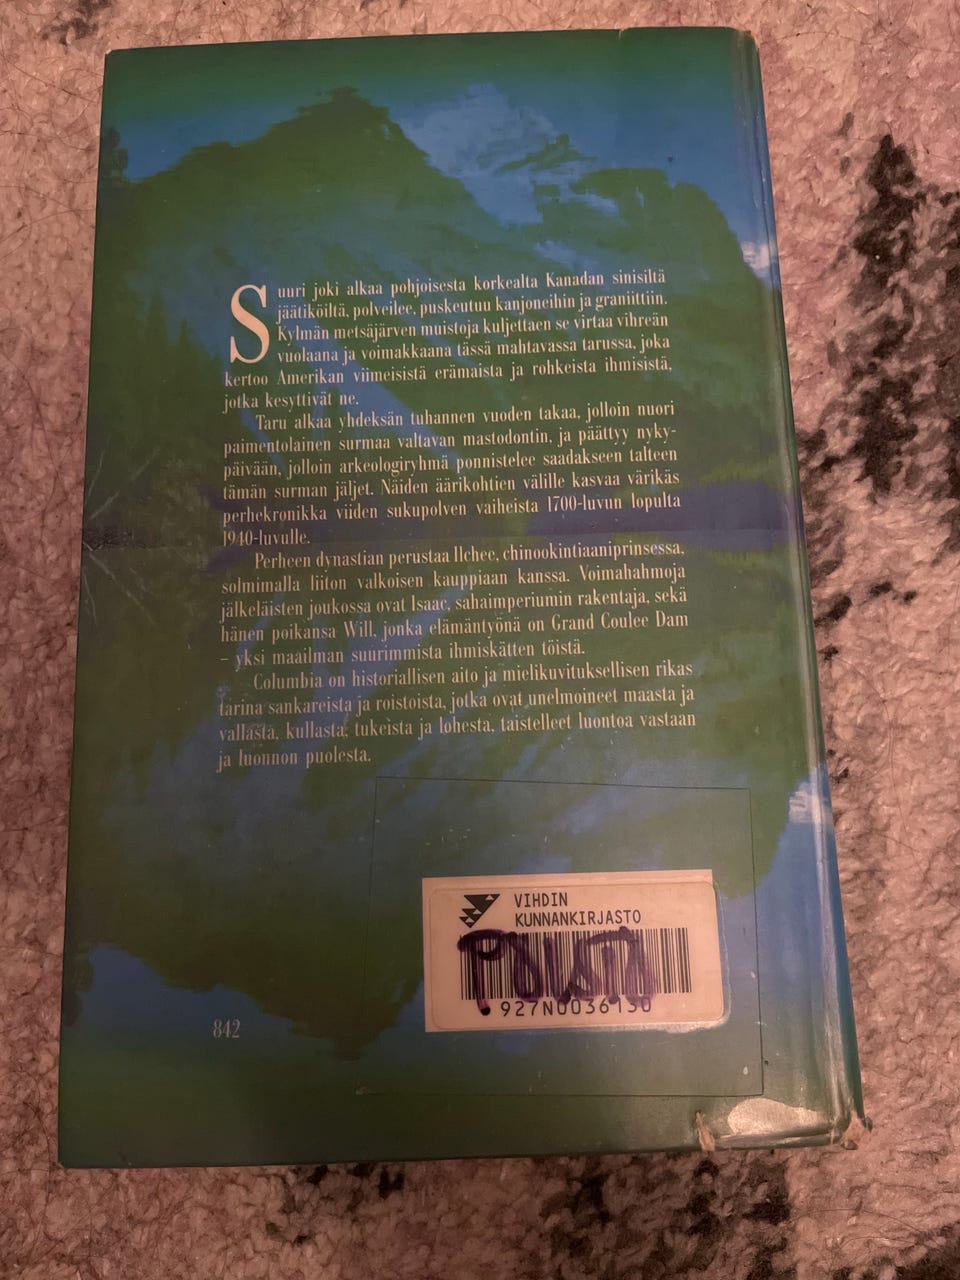 Suuri joki alkaa pohjoisesta korkealta Kanadan sinisiltä
jäätiköiltä, polveilee, puskeutuu kanjoneihin ja graniittiin.
Kylmän metsäjärven muistoja kuljettaen se virtaa vihreän
vuolaana ja voimakkaana tässä mahtavassa tarussa, joka
kertoo Amerikan viimeisistä erämaista ja rohkeista ihmisistä,
jotka kesyttivät ne.
Taru alkaa yhdeksän tuhannen vuoden takaa, jolloin nuori
paimentolainen surmaa valtavan mastodontin, ja päättyy nyky-
päivään, jolloin arkeologiryhmä ponnistelee saadakseen talteen
tämän surman jäljet. Näiden äärikohtien välille kasvaa värikäs
perhekronikka viiden sukupolven vaiheista 1700-luvun lopulta
1940-luvulle.
Perheen dynastian perustaa Ilchee, chinookintiaaniprinsessa,
solmimalla liiton valkoisen kauppiaan kanssa. Voimahahmoja
jälkeläisten joukossa ovat Isaac, sahaimperiumin rakentaja, sekä
hänen poikansa Will, jonka elämäntyönä on Grand Coulee Dam
– yksi maailman suurimmista ihmiskätten töistä.
Columbia on historiallisen aito ja mielikuvituksellisen rikas
tarina sankareista ja roistoista, jotka ovat unelmoineet maasta ja
vallasta, kullasta, tukeista ja lohesta, taistelleet luontoa vastaan
ja luonnon puolesta.
VIHDIN
KUNNANKIRJASTO
POISTO
927N0036130
842